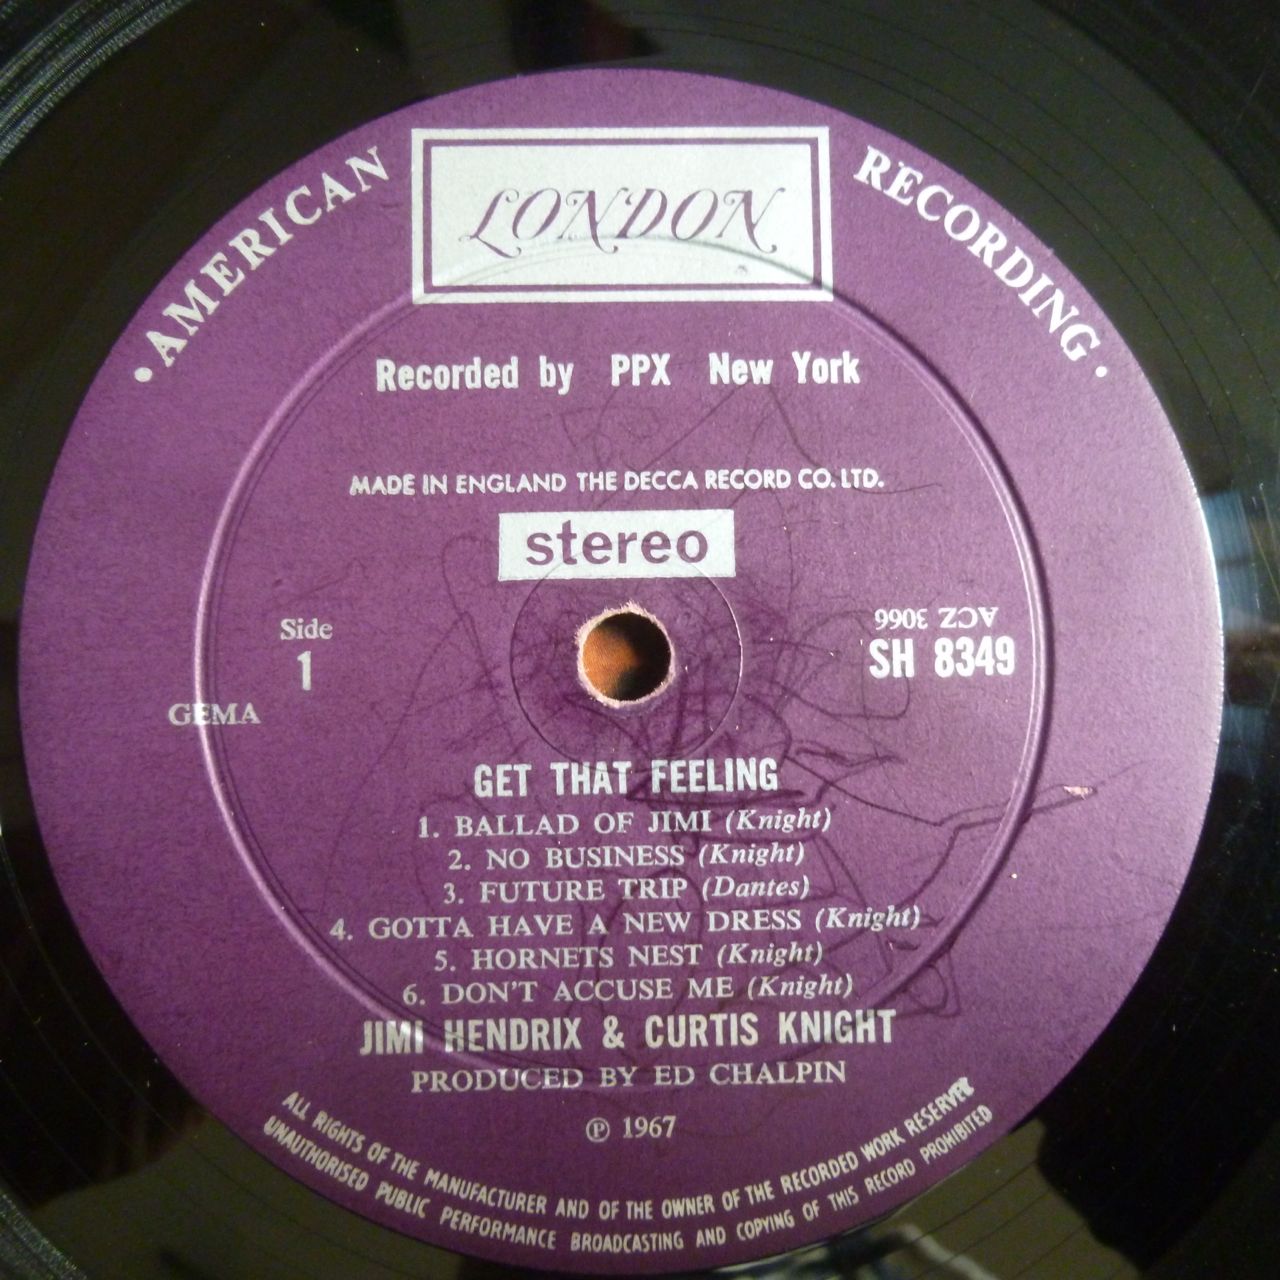 • AMERICAN RECORDING •
LONDON
Recorded by PPX New York
MADE IN ENGLAND THE DECCA RECORD CO. LTD.
stereo
Side
1
ACZ 3066
SH 8349
GEMA
GET THAT FEELING
1. BALLAD OF JIMI (Knight)
2. NO BUSINESS (Knight)
3. FUTURE TRIP (Dantes)
4. GOTTA HAVE A NEW DRESS (Knight)
5. HORNETS NEST (Knight)
6. DON'T ACCUSE ME (Knight)
JIMI HENDRIX & CURTIS KNIGHT
PRODUCED BY ED CHALPIN
℗ 1967
ALL RIGHTS OF THE MANUFACTURER AND OF THE OWNER OF THE RECORDED WORK RESERVED
UNAUTHORISED PUBLIC PERFORMANCE BROADCASTING AND COPYING OF THIS RECORD PROHIBITED